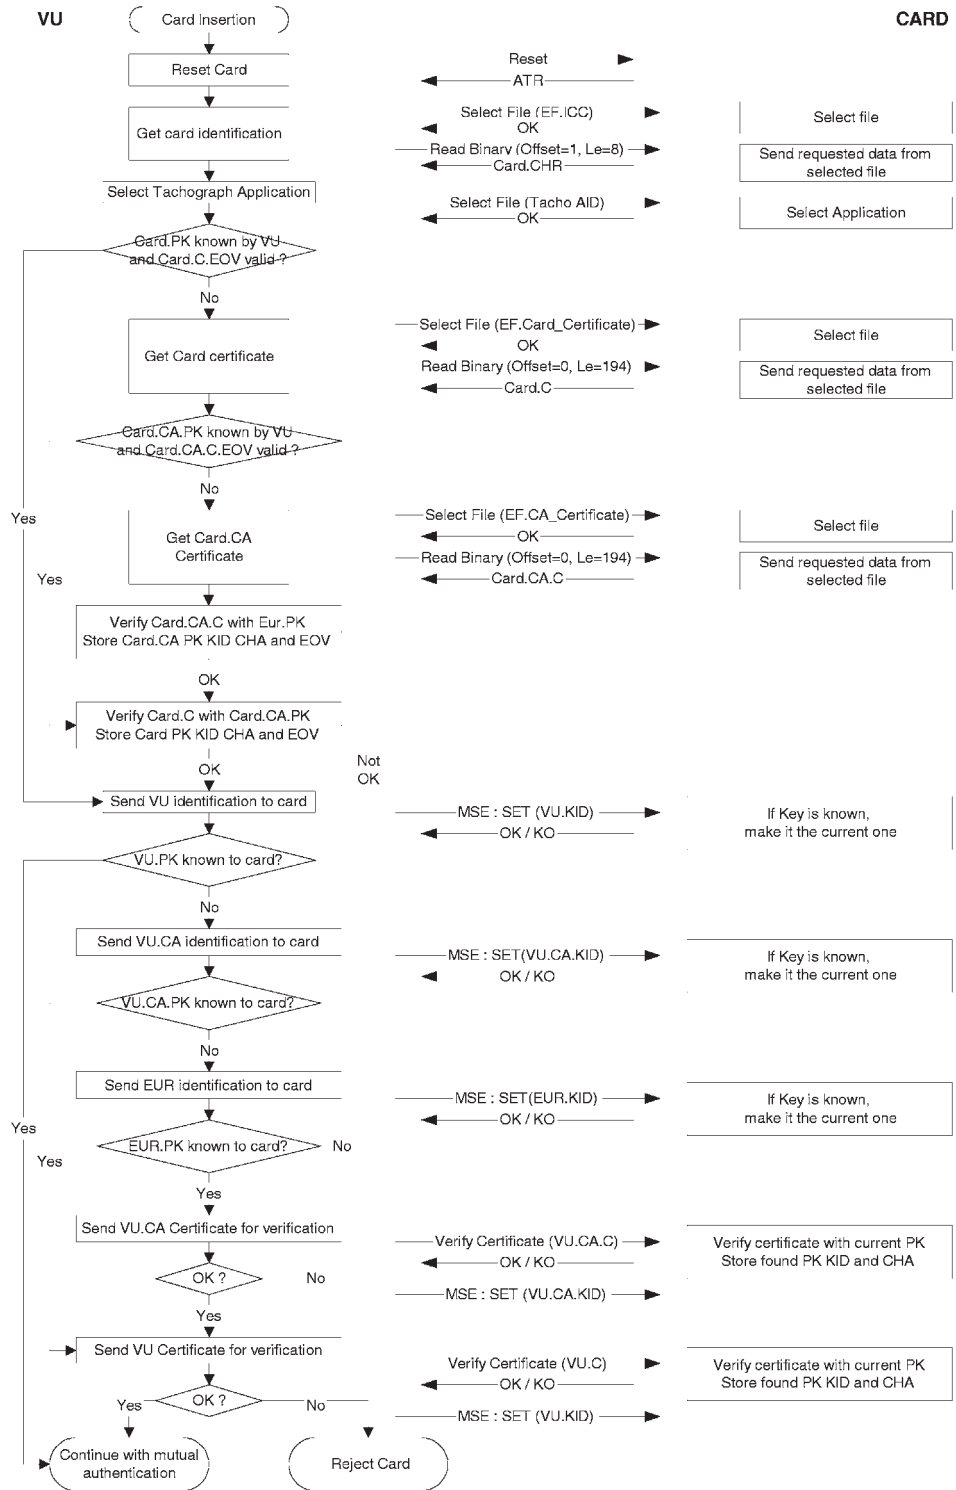 VU
Card Insertion
CARD
Reset Card
Reset
ATR
Get card identification
Select File (EF.ICC)
OK
Select file
Read Binary (Offset=1, Le=8)
Card.CHR
Send requested data from
selected file
Select Tachograph Application
Select File (Tacho AID)
OK
Select Application
Card.PK known by VU
and Card.C.EOV valid ?
No
Get Card certificate
Select File (EF.Card_Certificate)
OK
Select file
Read Binary (Offset=0, Le=194)
Card.C
Send requested data from
selected file
Card.CA.PK known by VU
and Card.CA.C.EOV valid ?
No
Yes
Get Card.CA
Certificate
Select File (EF.CA_Certificate)
OK
Select file
Yes
Read Binary (Offset=0, Le=194)
Card.CA.C
Send requested data from
selected file
Verify Card.CA.C with Eur.PK
Store Card.CA PK KID CHA and EOV
OK
Verify Card.C with Card.CA.PK
Store Card PK KID CHA and EOV
OK
Not
OK
Send VU identification to card
MSE : SET (VU.KID)
OK / KO
If Key is known,
make it the current one
VU.PK known to card?
No
Send VU.CA identification to card
MSE : SET(VU.CA.KID)
OK / KO
If Key is known,
make it the current one
VU.CA.PK known to card?
No
Send EUR identification to card
MSE : SET(EUR.KID)
OK / KO
If Key is known,
make it the current one
Yes
EUR.PK known to card?
No
Yes
Yes
Send VU.CA Certificate for verification
Verify Certificate (VU.CA.C)
OK / KO
Verify certificate with current PK
Store found PK KID and CHA
OK ?
No
MSE : SET (VU.CA.KID)
Yes
Send VU Certificate for verification
Verify Certificate (VU.C)
OK / KO
Verify certificate with current PK
Store found PK KID and CHA
OK ?
Yes
No
MSE : SET (VU.KID)
Continue with mutual
authentication
Reject Card